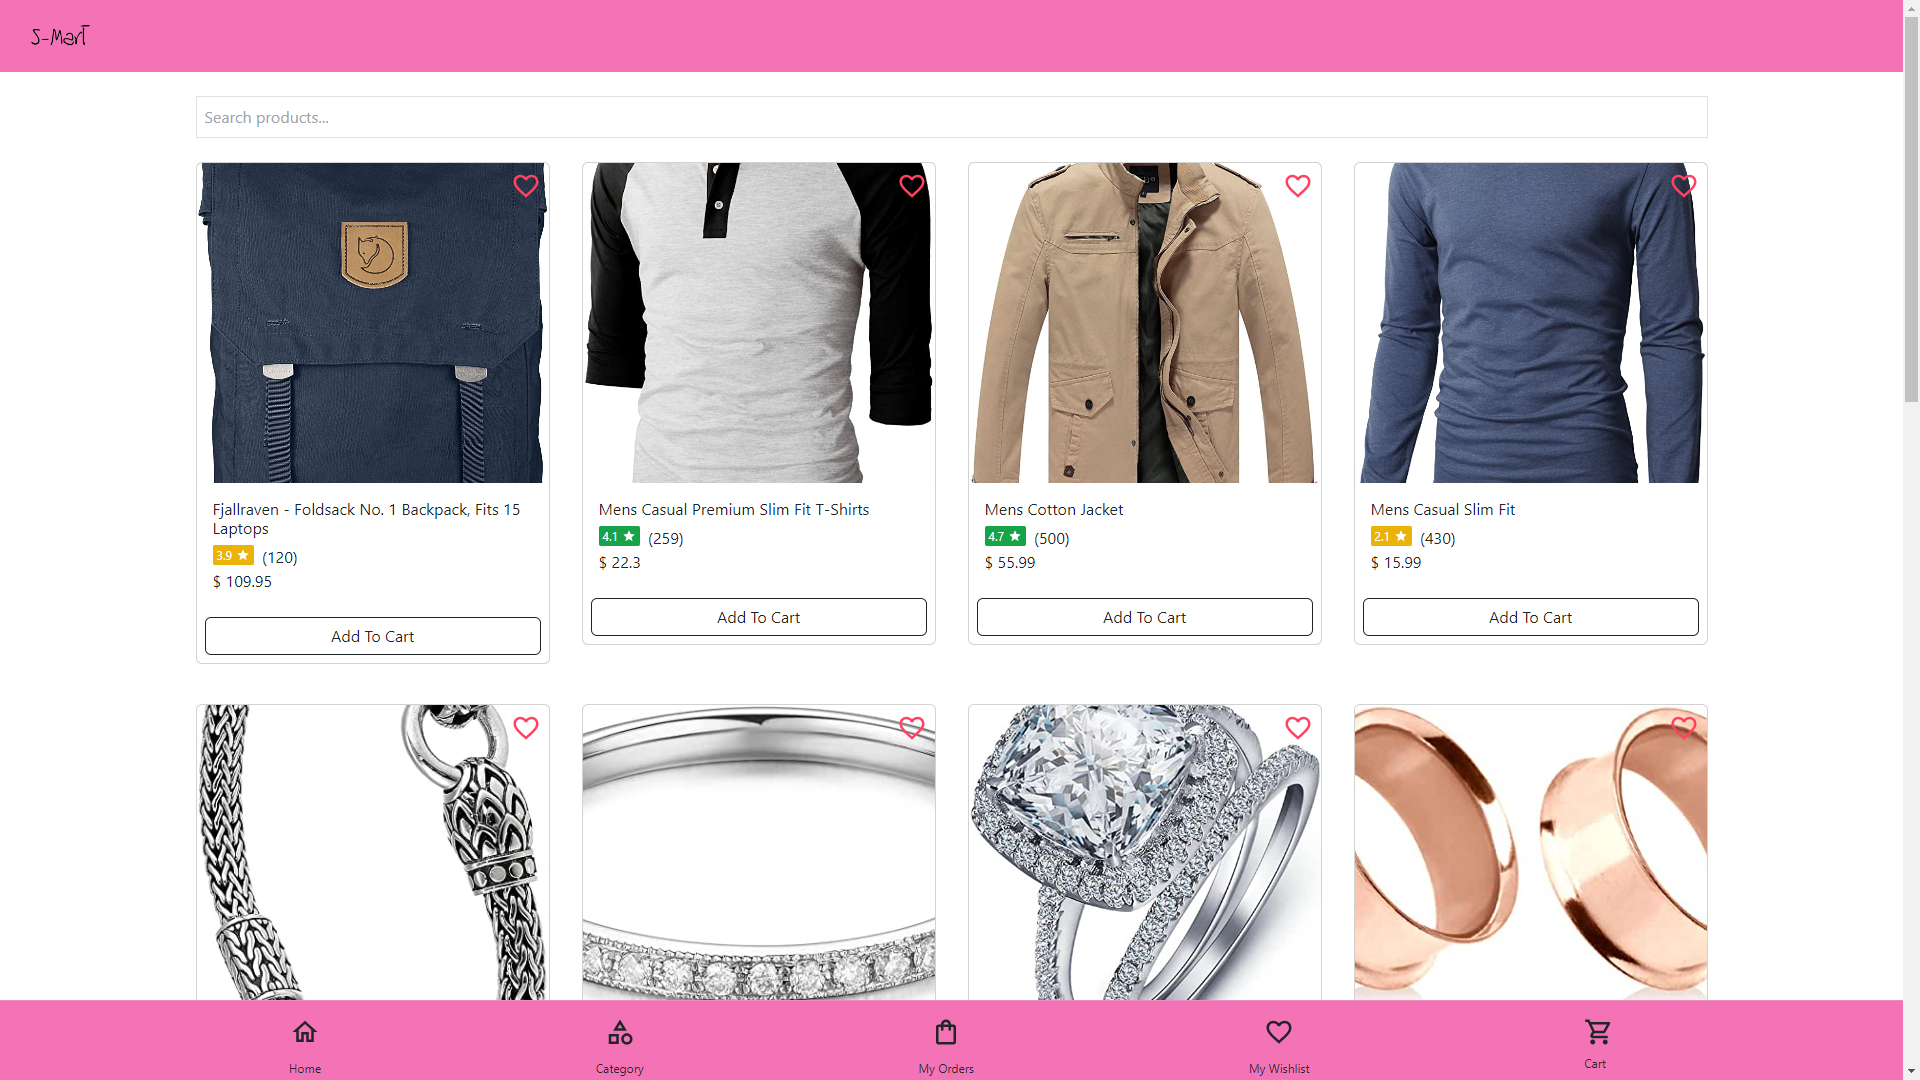 S-MarT
Search products...
Fjallraven - Foldsack No. 1 Backpack, Fits 15
Laptops
3.9 ★ (120)
$ 109.95
Add To Cart
Mens Casual Premium Slim Fit T-Shirts
4.1 ★ (259)
$ 22.3
Add To Cart
Mens Cotton Jacket
4.7 ★ (500)
$ 55.99
Add To Cart
Mens Casual Slim Fit
2.1 ★ (430)
$ 15.99
Add To Cart
Home
Category
My Orders
My Wishlist
Cart